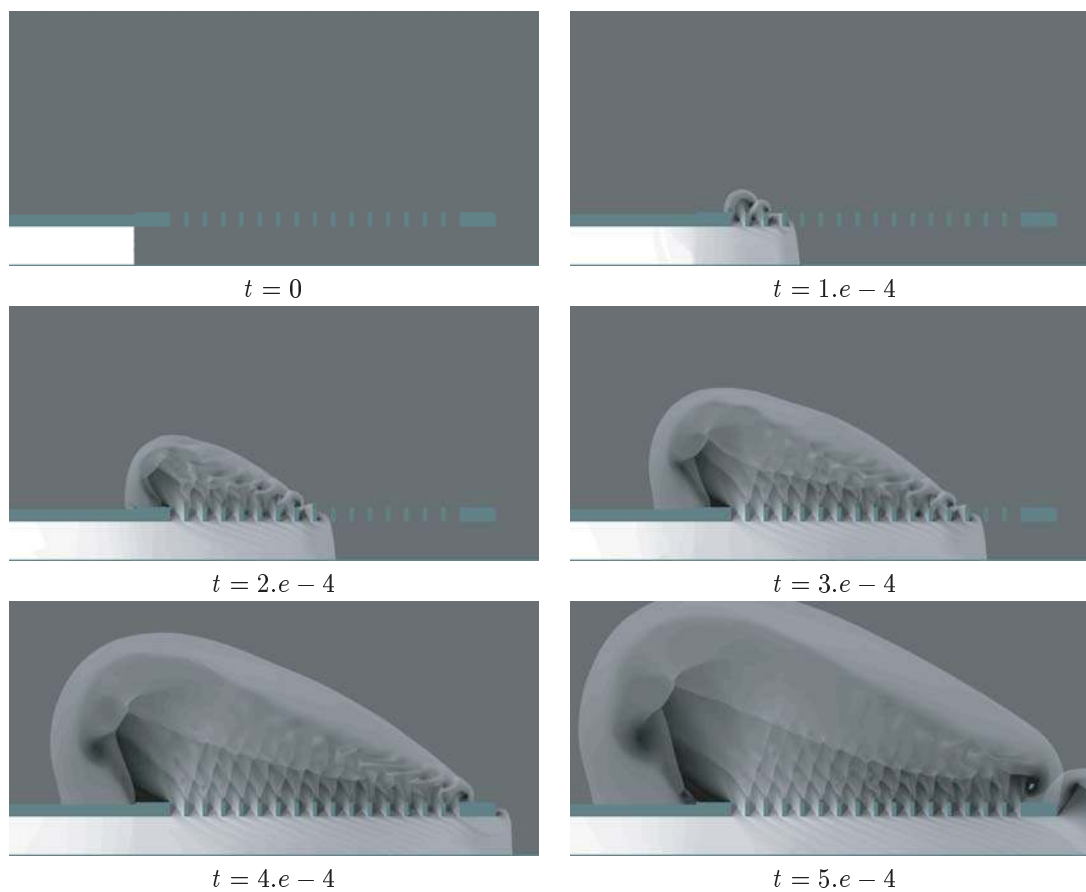 t = 0
t = 1.e − 4
t = 2.e − 4
t = 3.e − 4
t = 4.e − 4
t = 5.e − 4